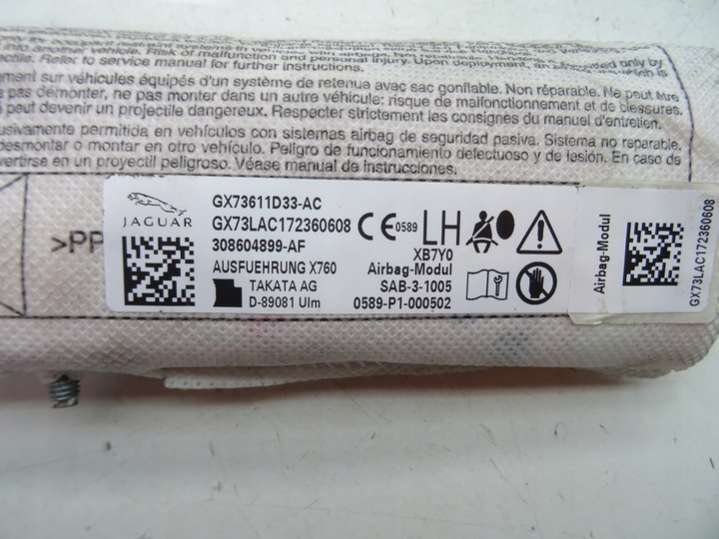 into another vehicle. Risk of malfunction and personal injury. Upon deployment, an
Refer to service manual for further instructions.
ement sur véhicules équipés d'un système de retenue avec sac gonflable. Non réparable. Ne peut être
pas démonter, ne pas monter dans un autre véhicule: risque de malfonctionnement et de blessures.
peut devenir un projectile dangereux. Respecter strictement les consignes du manuel d'entretien.
usivamente permitida en vehículos con sistemas airbag de seguridad pasiva. Sistema no reparable.
desmontar o montar en otro vehículo. Peligro de funcionamiento defectuoso y de lesión. En caso de
vertirse en un proyectil peligroso. Véase manual de instrucciones.
>PP
JAGUAR
GX73611D33-AC
GX73LAC172360608
308604899-AF
AUSFUEHRUNG X760
TAKATA AG
D-89081 Ulm
CE 0589
LH
XB7Y0
Airbag-Modul
SAB-3-1005
0589-P1-000502
Airbag-Modul
GX73LAC172360608